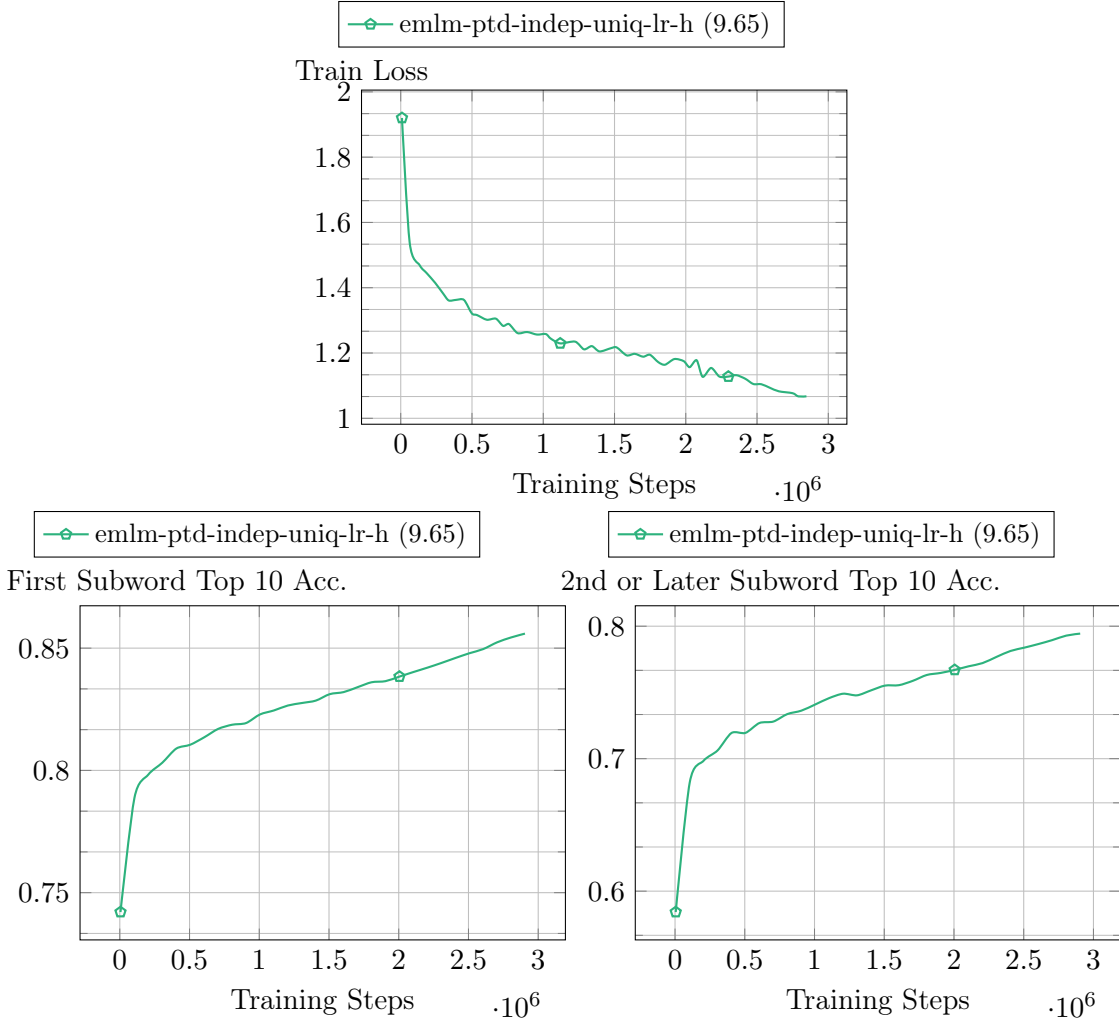 emlm-ptd-indep-uniq-lr-h (9.65)
Train Loss
2
1.8
1.6
1.4
1.2
1
0 0.5 1 1.5 2 2.5 3
Training Steps
·10^6
emlm-ptd-indep-uniq-lr-h (9.65)
First Subword Top 10 Acc.
0.85
0.8
0.75
0 0.5 1 1.5 2 2.5 3
Training Steps
·10^6
emlm-ptd-indep-uniq-lr-h (9.65)
2nd or Later Subword Top 10 Acc.
0.8
0.7
0.6
0 0.5 1 1.5 2 2.5 3
Training Steps
·10^6